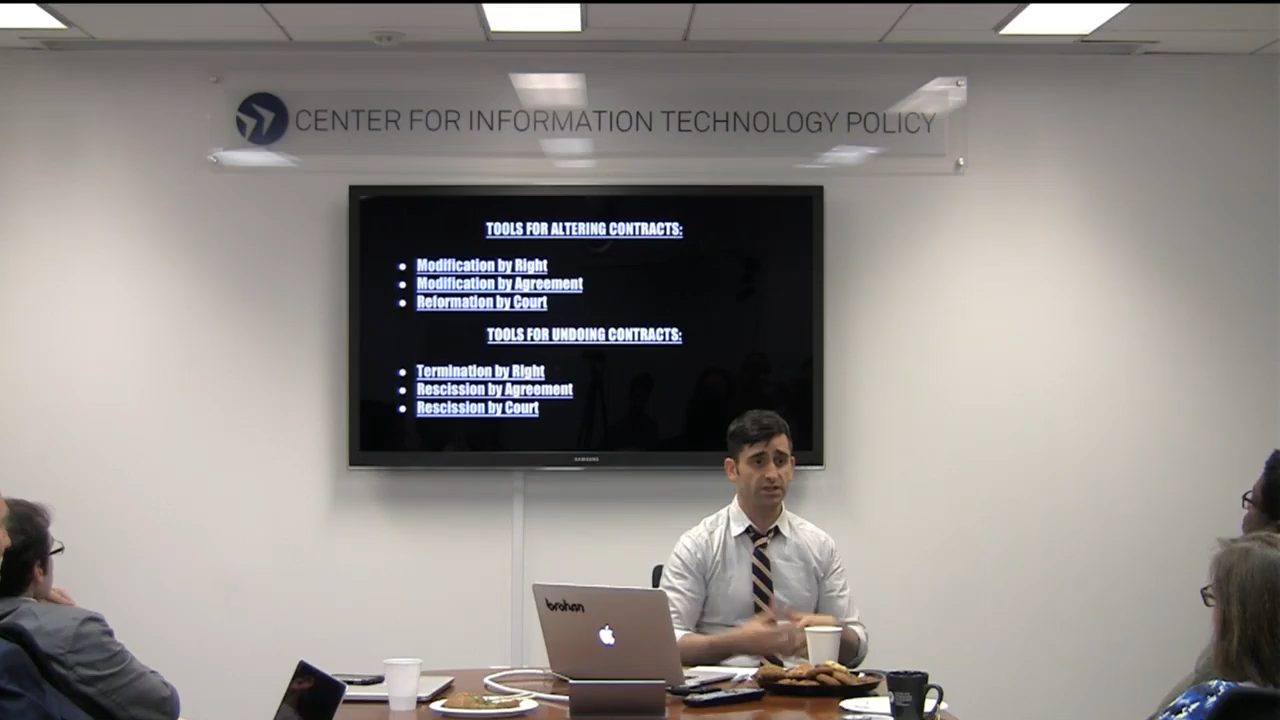 CENTER FOR INFORMATION TECHNOLOGY POLICY
TOOLS FOR ALTERING CONTRACTS:
• Modification by Right
• Modification by Agreement
• Reformation by Court
TOOLS FOR UNDOING CONTRACTS:
• Termination by Right
• Rescission by Agreement
• Rescission by Court
SAMSUNG
brohan